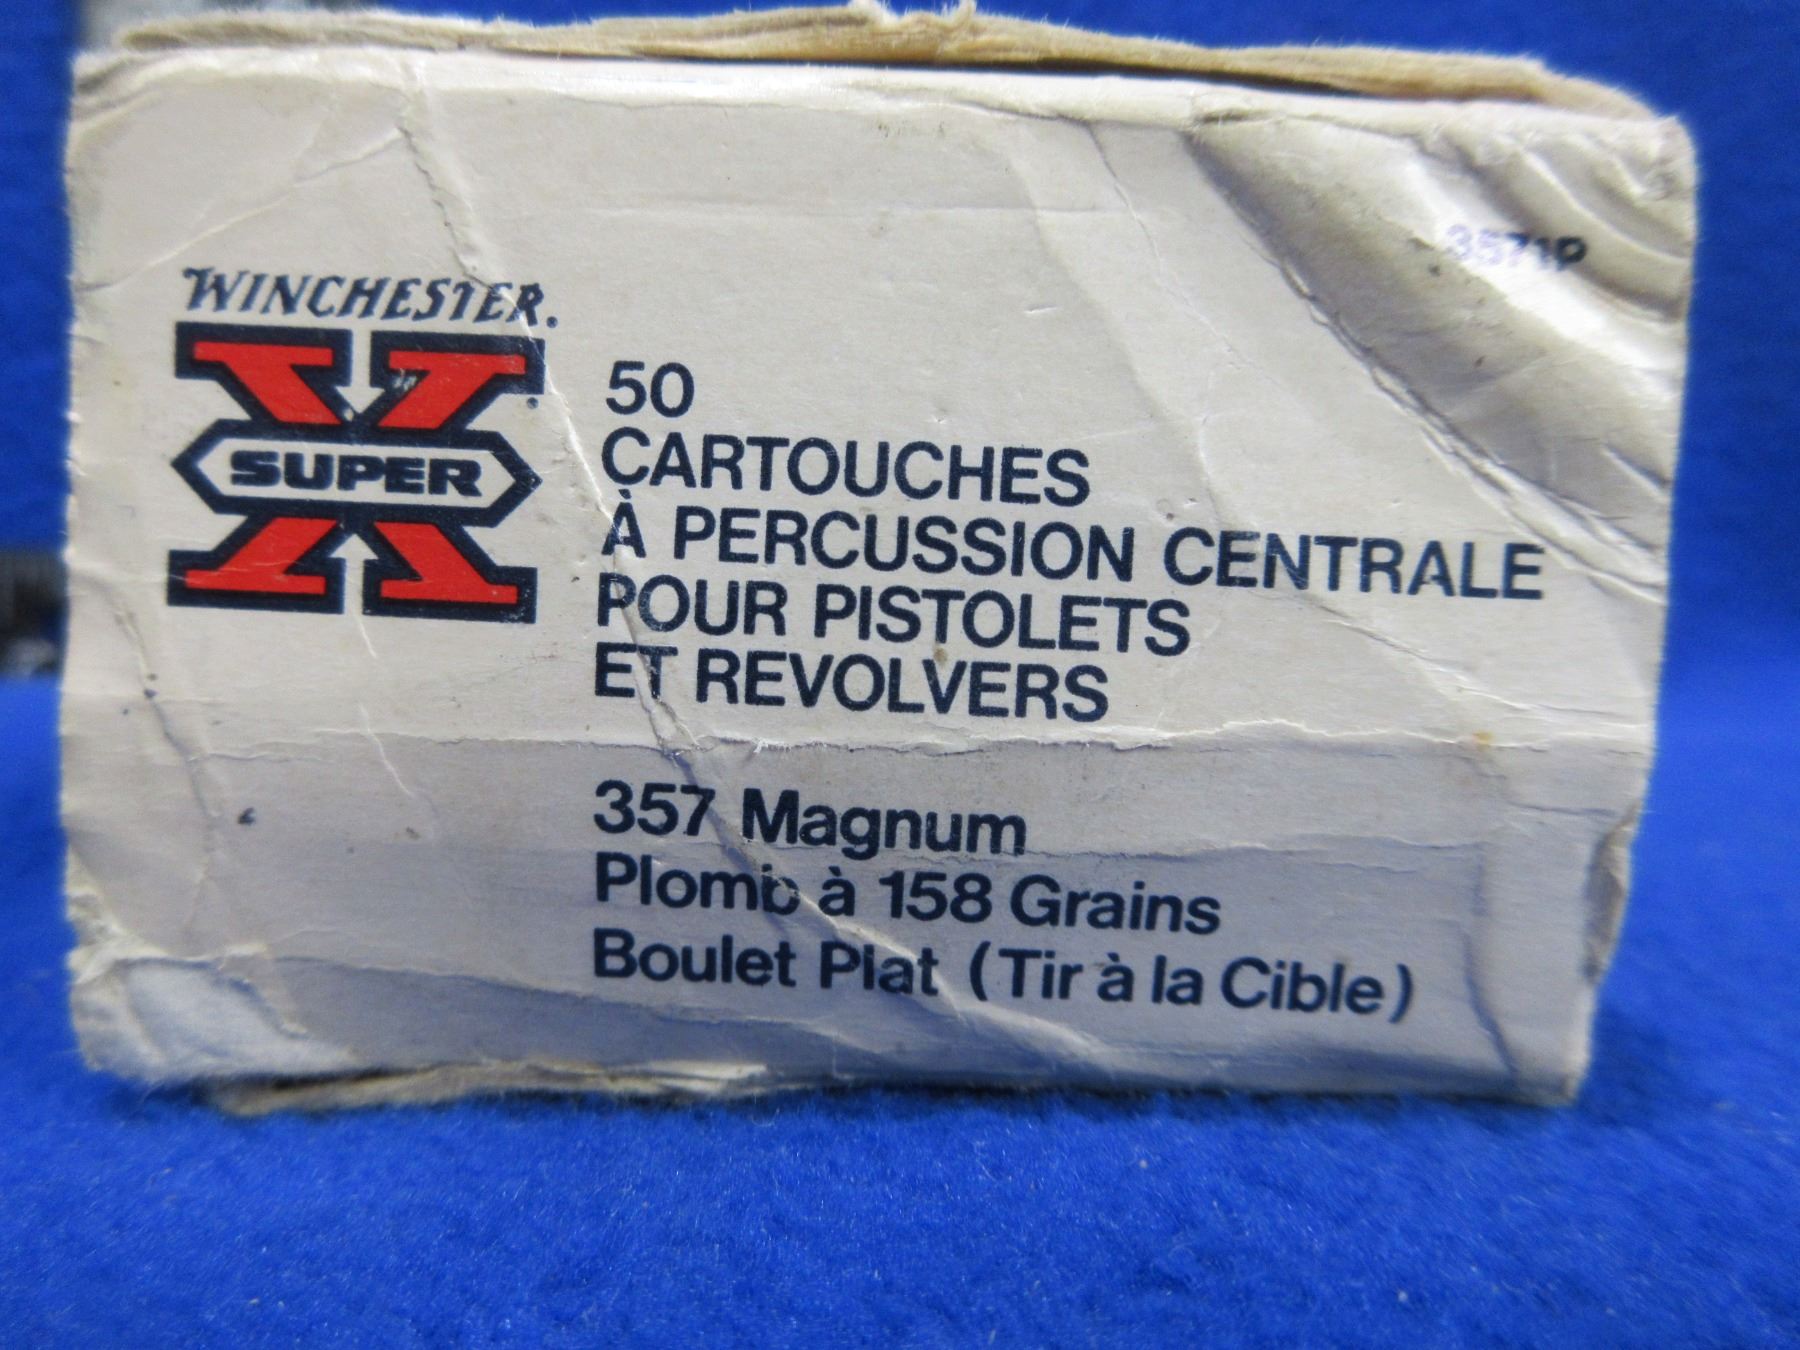 3571P
WINCHESTER.
SUPER
50
CARTOUCHES
À PERCUSSION CENTRALE
POUR PISTOLETS
ET REVOLVERS
357 Magnum
Plomb à 158 Grains
Boulet Plat (Tir à la Cible)